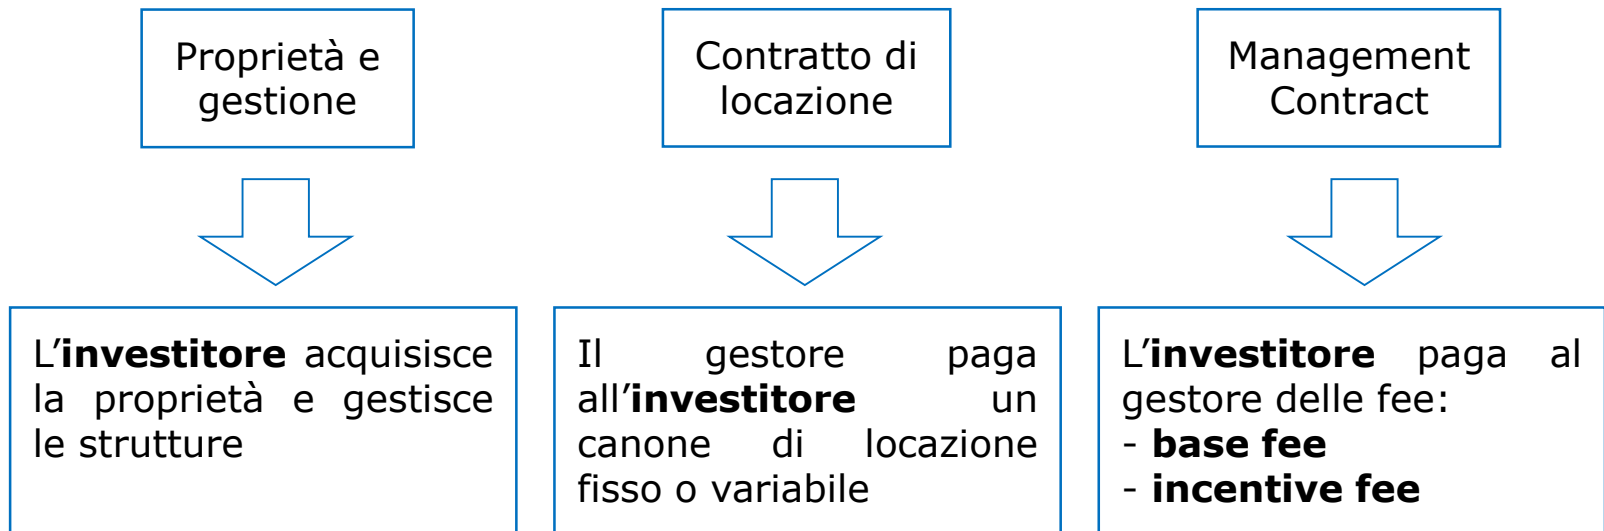 Proprietà e
gestione
Contratto di
locazione
Management
Contract
L’investitore acquisisce
la proprietà e gestisce
le strutture
Il gestore paga
all’investitore un
canone di locazione
fisso o variabile
L’investitore paga al
gestore delle fee:
- base fee
- incentive fee